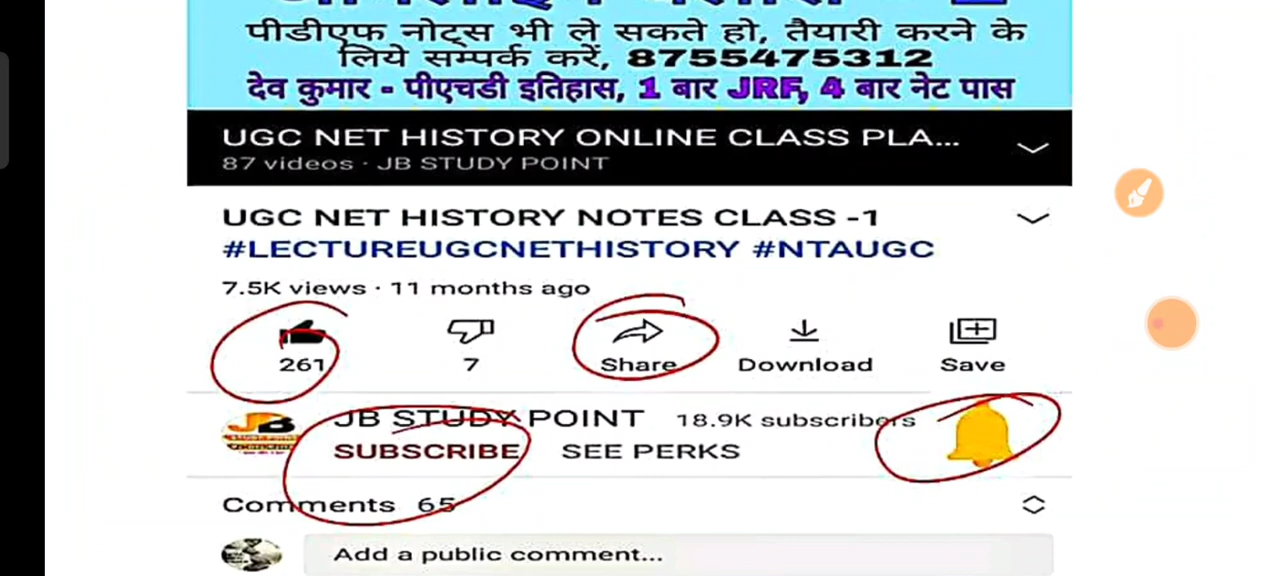 पीडीएफ नोट्स भी ले सकते हो, तैयारी करने के
लिये सम्पर्क करें, 8755475312
देव कुमार - पीएचडी इतिहास, 1 बार JRF, 4 बार नेट पास
UGC NET HISTORY ONLINE CLASS PLA...
87 videos · JB STUDY POINT
UGC NET HISTORY NOTES CLASS -1
#LECTUREUGCNETHISTORY #NTAUGC
7.5K views · 11 months ago
261 7 Share Download Save
JB STUDY POINT 18.9K subscribers
SUBSCRIBE SEE PERKS
Comments 65
Add a public comment...